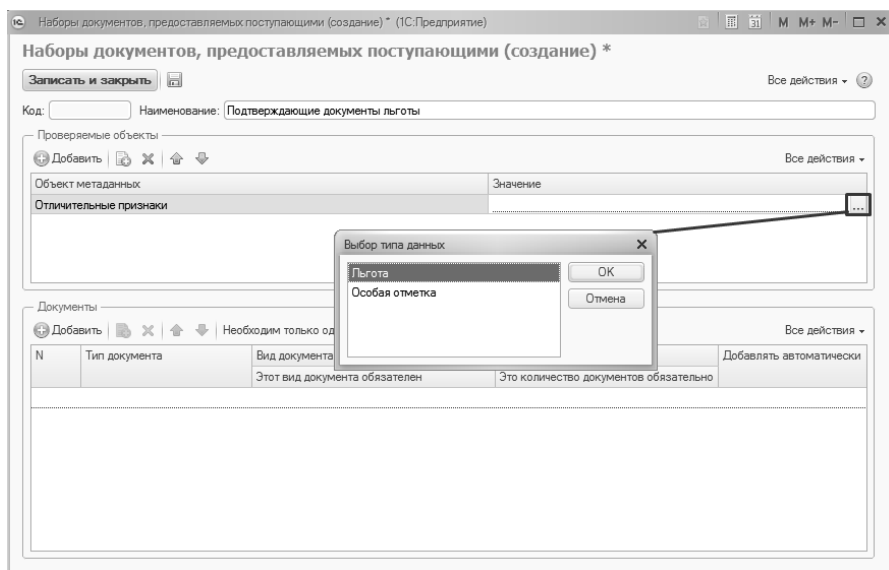 Наборы документов, предоставляемых поступающими (создание) * (1С:Предприятие)
31 M M+ M-
Наборы документов, предоставляемых поступающими (создание) *
Записать и закрыть Все действия
Код: Наименование: Подтверждающие документы льготы
Проверяемые объекты
Добавить Все действия
Объект метаданных Значение
Отличительные признаки ...
Выбор типа данных
Льгота OK
Особая отметка Отмена
Документы
Добавить Необходим только од Все действия
N Тип документа Вид документа Добавлять автоматически
Этот вид документа обязателен Это количество документов обязательно